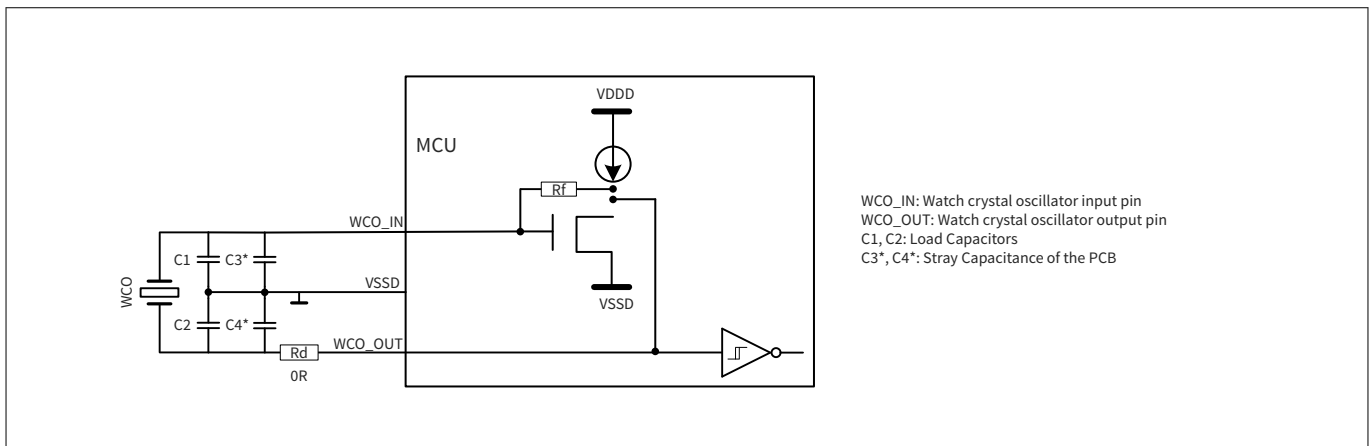 VDDD
MCU
Rf
WCO_IN
C1 C3*
VSSD
WCO
VSSD
C2 C4*
WCO_OUT
Rd
0R
WCO_IN: Watch crystal oscillator input pin
WCO_OUT: Watch crystal oscillator output pin
C1, C2: Load Capacitors
C3*, C4*: Stray Capacitance of the PCB